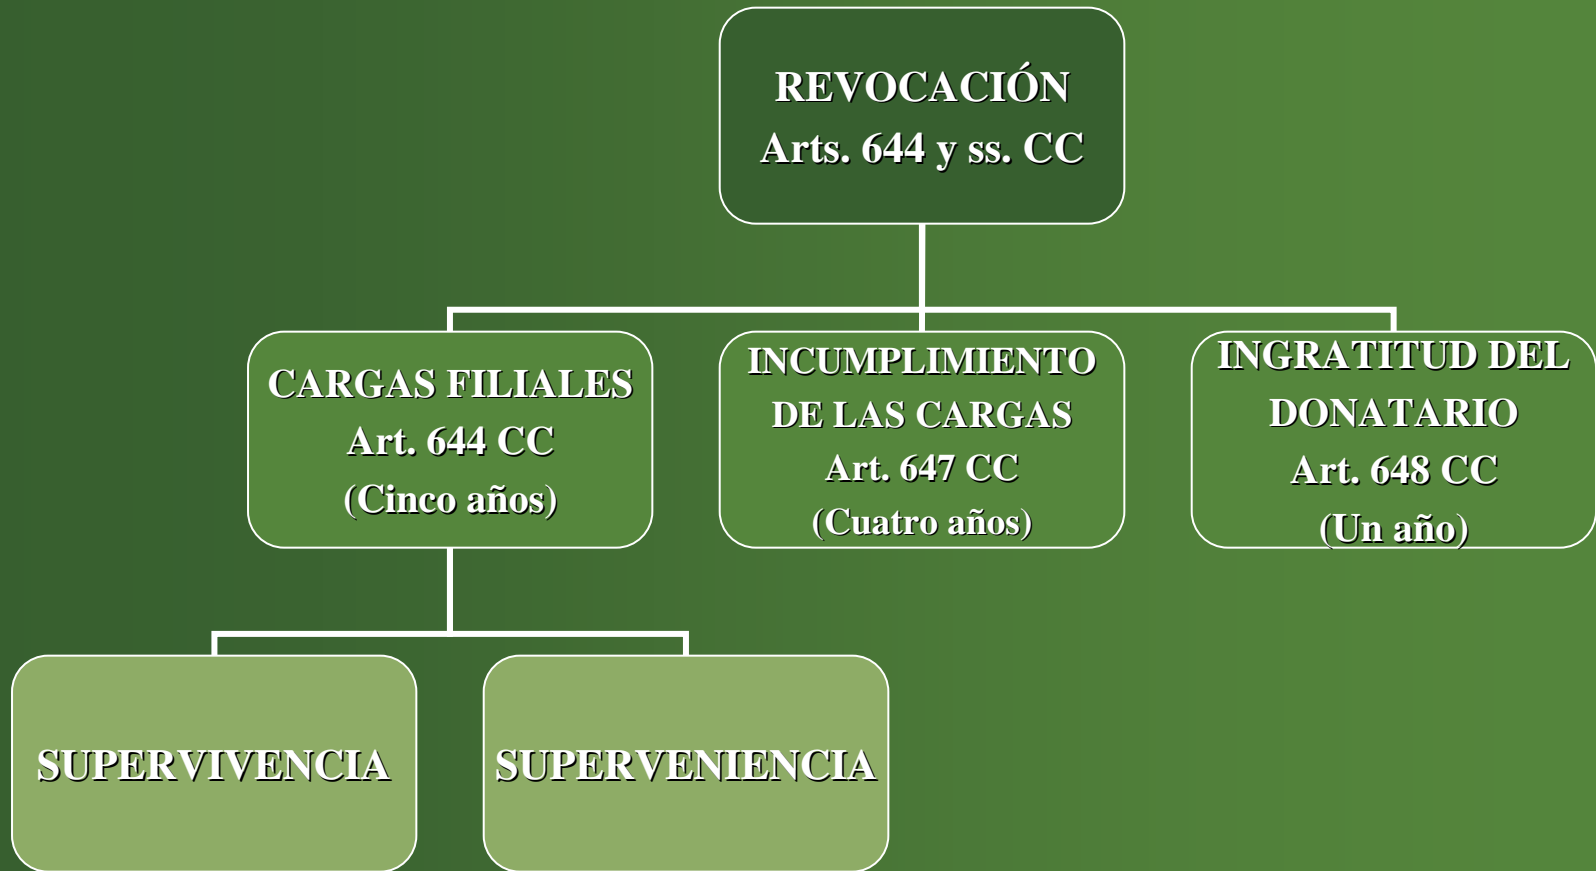 REVOCACIÓN
Arts. 644 y ss. CC
CARGAS FILIALES
Art. 644 CC
(Cinco años)
INCUMPLIMIENTO
DE LAS CARGAS
Art. 647 CC
(Cuatro años)
INGRATITUD DEL
DONATARIO
Art. 648 CC
(Un año)
SUPERVIVENCIA
SUPERVENIENCIA